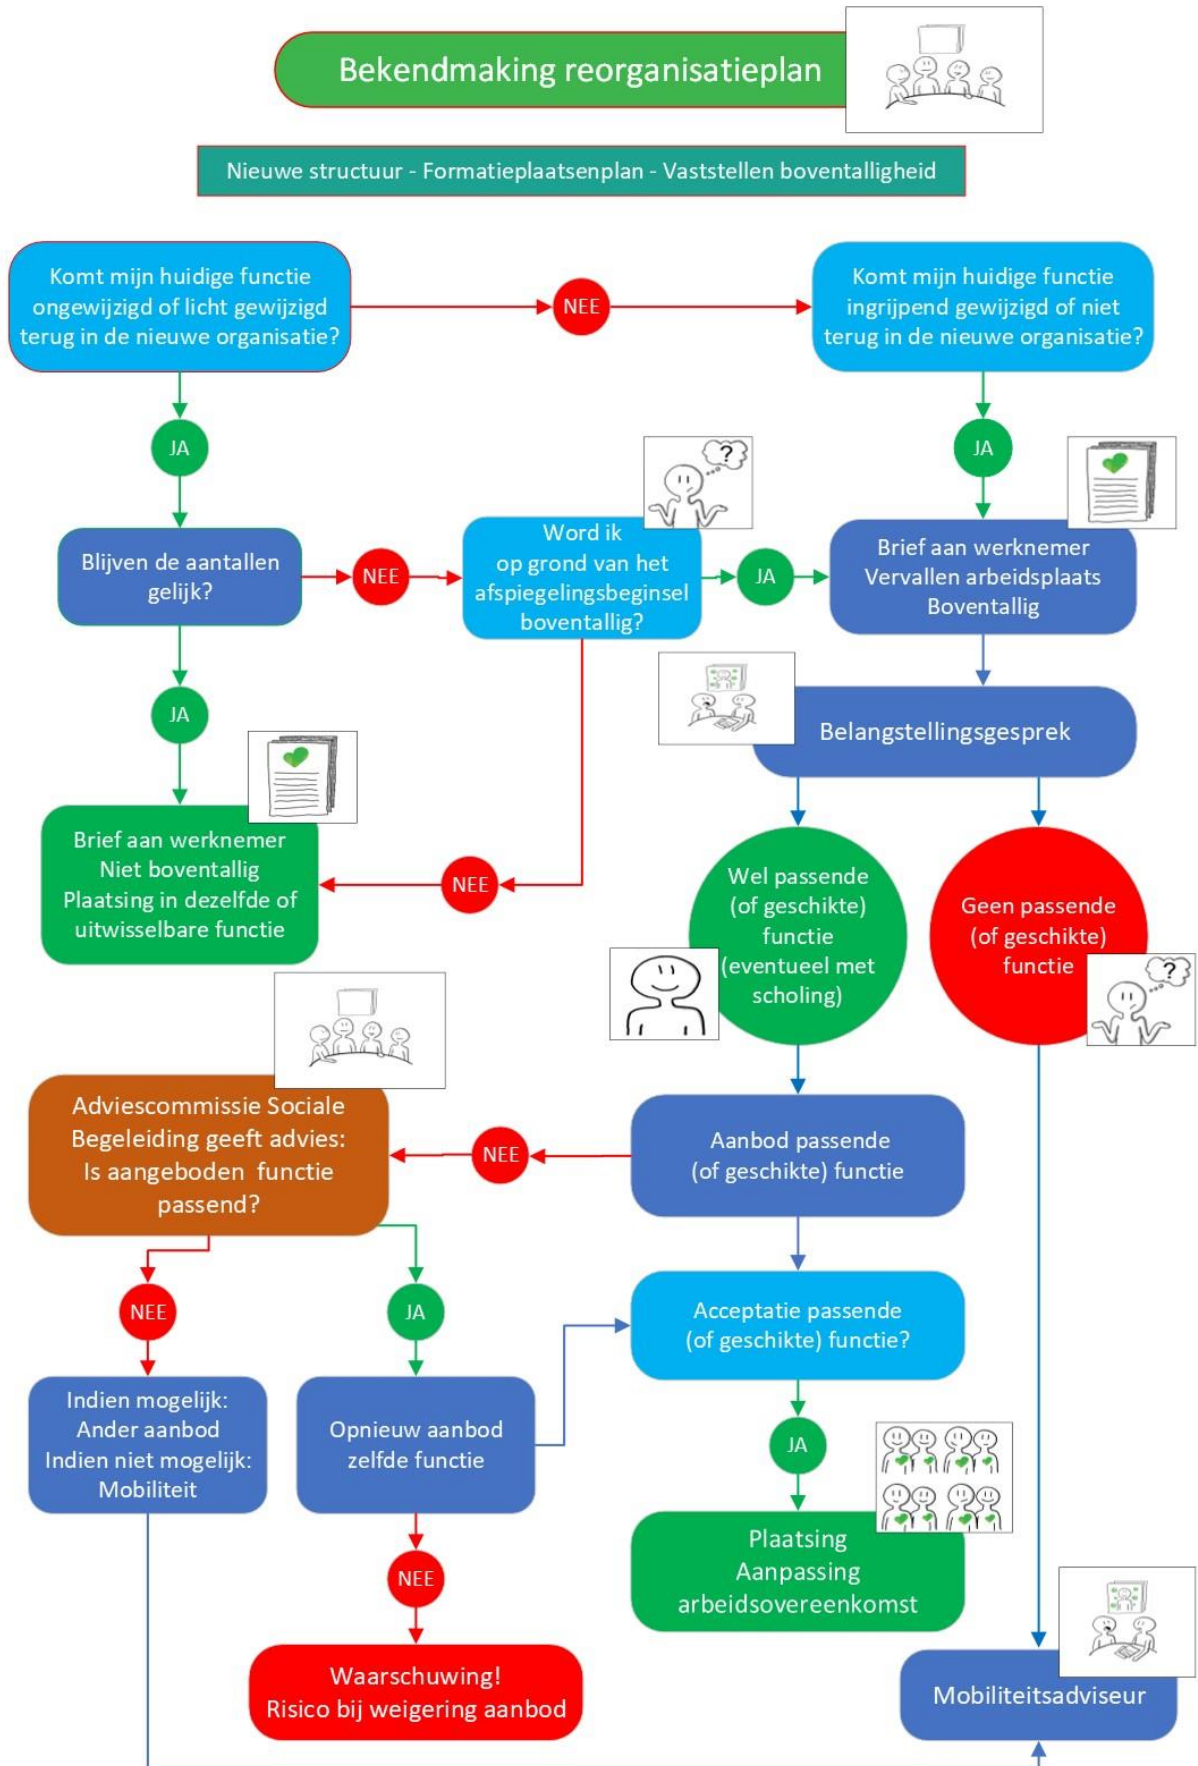 Bekendmaking reorganisatieplan
Nieuwe structuur - Formatieplaatsenplan - Vaststellen boventalligheid
Komt mijn huidige functie
ongewijzigd of licht gewijzigd
terug in de nieuwe organisatie?
NEE
Komt mijn huidige functie
ingrijpend gewijzigd of niet
terug in de nieuwe organisatie?
JA
JA
?
Blijven de aantallen
gelijk?
NEE
Word ik
op grond van het
afspiegelingsbeginsel
boventallig?
JA
Brief aan werknemer
Vervallen arbeidsplaats
Boventallig
JA
Belangstellingsgesprek
Brief aan werknemer
Niet boventallig
Plaatsing in dezelfde of
uitwisselbare functie
NEE
Wel passende
(of geschikte)
functie
(eventueel met
scholing)
Geen passende
(of geschikte)
functie
?
Adviescommissie Sociale
Begeleiding geeft advies:
Is aangeboden functie
passend?
NEE
Aanbod passende
(of geschikte) functie
NEE
JA
Acceptatie passende
(of geschikte) functie?
Indien mogelijk:
Ander aanbod
Indien niet mogelijk:
Mobiliteit
Opnieuw aanbod
zelfde functie
JA
NEE
Plaatsing
Aanpassing
arbeidsovereenkomst
Waarschuwing!
Risico bij weigering aanbod
Mobiliteitsadviseur